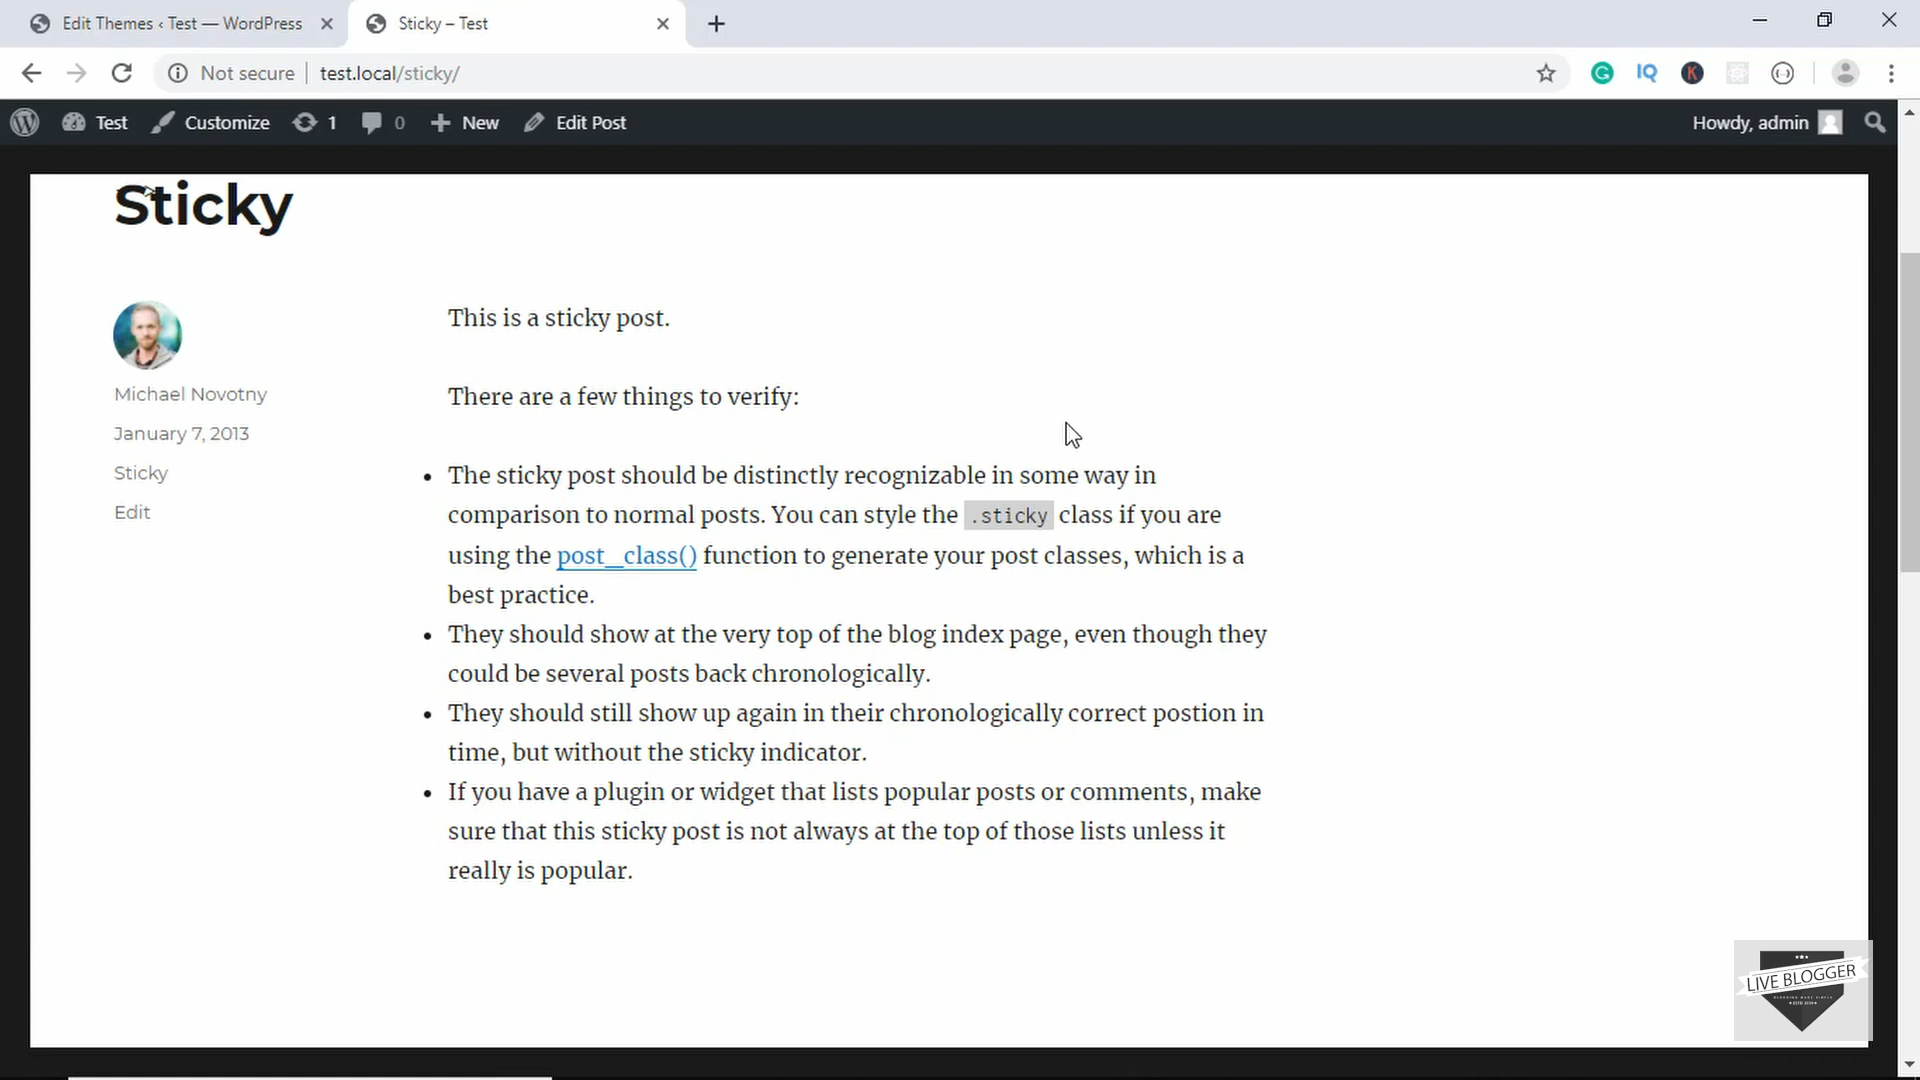 Edit Themes ‹ Test — WordPress
Sticky – Test
Not secure
test.local/sticky/
IQ
K
Test
Customize
1
0
New
Edit Post
Howdy, admin
Sticky
Michael Novotny
January 7, 2013
Sticky
Edit
This is a sticky post.
There are a few things to verify:
The sticky post should be distinctly recognizable in some way in
comparison to normal posts. You can style the .sticky class if you are
using the post_class() function to generate your post classes, which is a
best practice.
They should show at the very top of the blog index page, even though they
could be several posts back chronologically.
They should still show up again in their chronologically correct postion in
time, but without the sticky indicator.
If you have a plugin or widget that lists popular posts or comments, make
sure that this sticky post is not always at the top of those lists unless it
really is popular.
LIVE BLOGGER